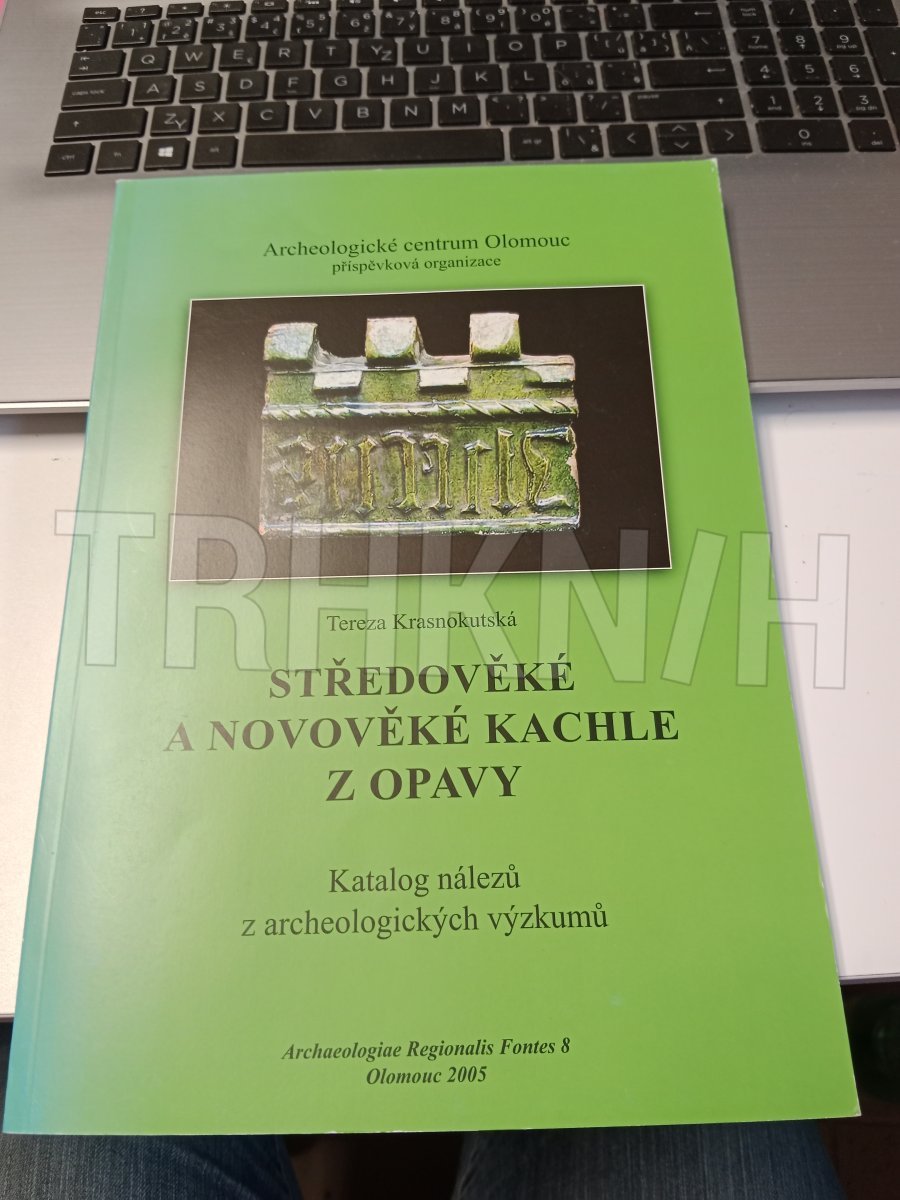 Archeologické centrum Olomouc
příspěvková organizace
Tereza Krasnokutská
STŘEDOVĚKÉ
A NOVOVĚKÉ KACHLE
Z OPAVY
Katalog nálezů
z archeologických výzkumů
Archaeologiae Regionalis Fontes 8
Olomouc 2005
TRHKNIH